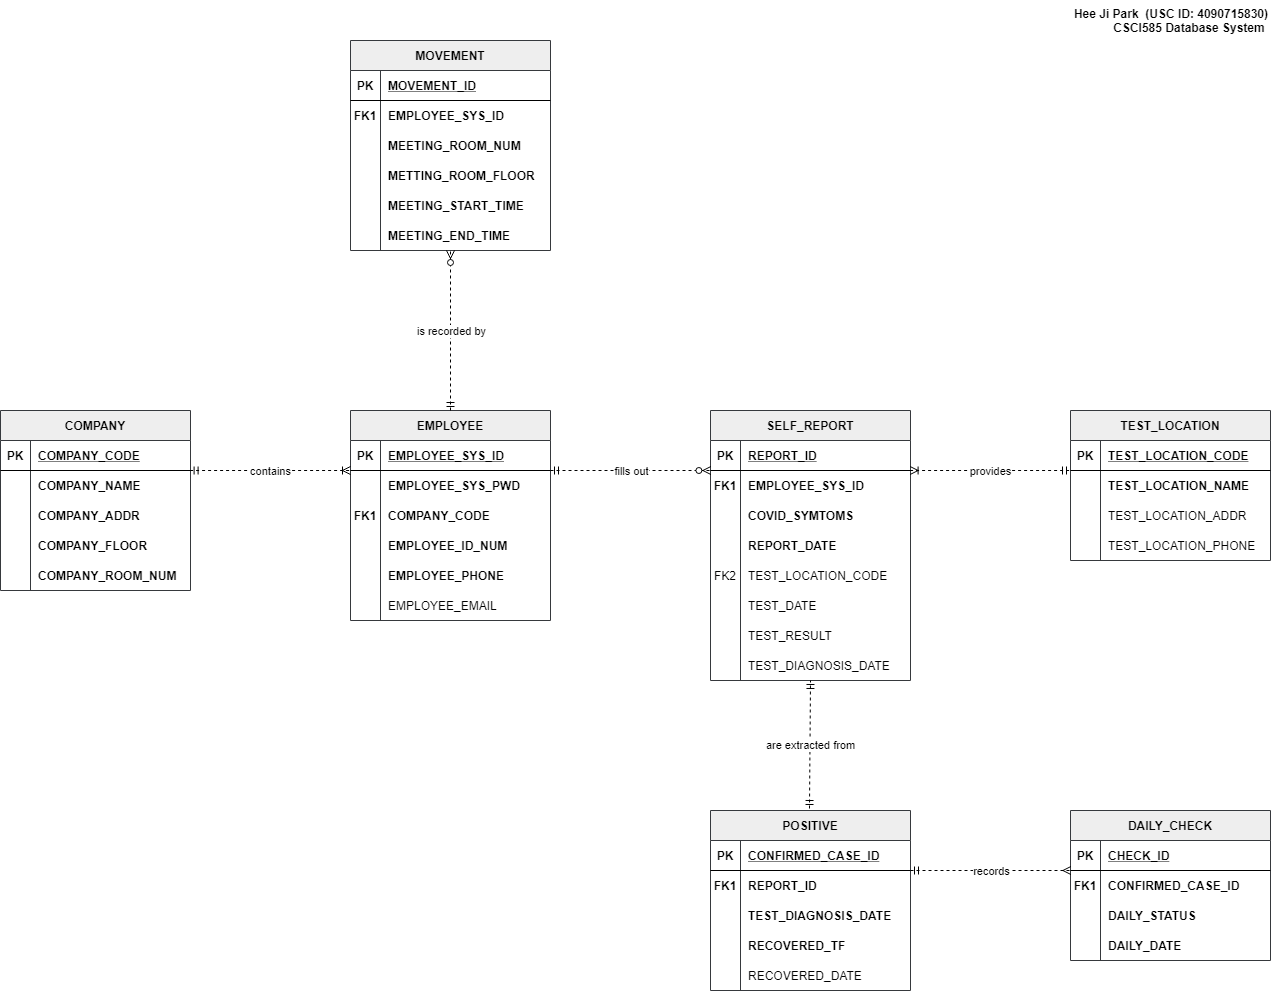 Hee Ji Park (USC ID: 4090715830)
CSCI585 Database System
MOVEMENT
PK MOVEMENT_ID
FK1 EMPLOYEE_SYS_ID
MEETING_ROOM_NUM
METTING_ROOM_FLOOR
MEETING_START_TIME
MEETING_END_TIME
is recorded by
COMPANY
PK COMPANY_CODE
COMPANY_NAME
COMPANY_ADDR
COMPANY_FLOOR
COMPANY_ROOM_NUM
contains
EMPLOYEE
PK EMPLOYEE_SYS_ID
EMPLOYEE_SYS_PWD
FK1 COMPANY_CODE
EMPLOYEE_ID_NUM
EMPLOYEE_PHONE
EMPLOYEE_EMAIL
fills out
SELF_REPORT
PK REPORT_ID
FK1 EMPLOYEE_SYS_ID
COVID_SYMTOMS
REPORT_DATE
FK2 TEST_LOCATION_CODE
TEST_DATE
TEST_RESULT
TEST_DIAGNOSIS_DATE
provides
TEST_LOCATION
PK TEST_LOCATION_CODE
TEST_LOCATION_NAME
TEST_LOCATION_ADDR
TEST_LOCATION_PHONE
are extracted from
POSITIVE
PK CONFIRMED_CASE_ID
FK1 REPORT_ID
TEST_DIAGNOSIS_DATE
RECOVERED_TF
RECOVERED_DATE
records
DAILY_CHECK
PK CHECK_ID
FK1 CONFIRMED_CASE_ID
DAILY_STATUS
DAILY_DATE